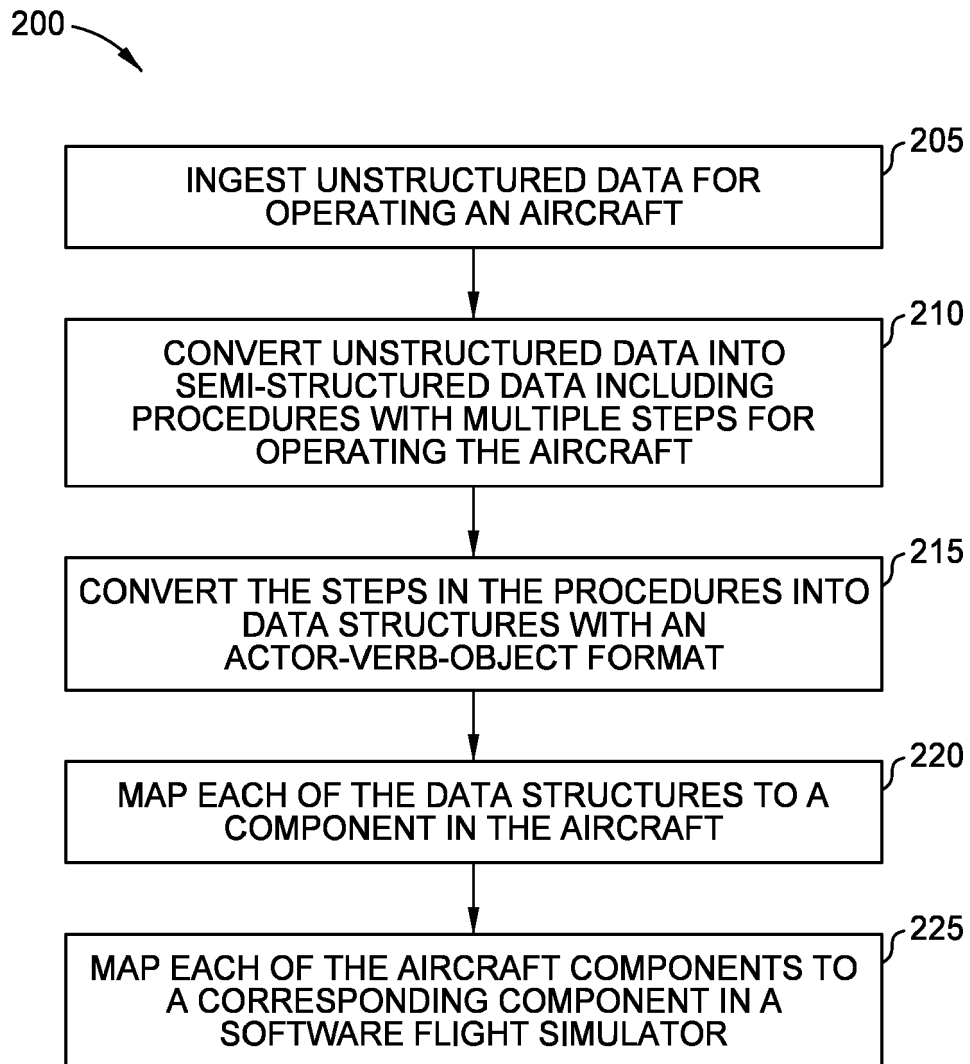 200
205
INGEST UNSTRUCTURED DATA FOR
OPERATING AN AIRCRAFT
210
CONVERT UNSTRUCTURED DATA INTO
SEMI-STRUCTURED DATA INCLUDING
PROCEDURES WITH MULTIPLE STEPS FOR
OPERATING THE AIRCRAFT
215
CONVERT THE STEPS IN THE PROCEDURES INTO
DATA STRUCTURES WITH AN
ACTOR-VERB-OBJECT FORMAT
220
MAP EACH OF THE DATA STRUCTURES TO A
COMPONENT IN THE AIRCRAFT
225
MAP EACH OF THE AIRCRAFT COMPONENTS TO
A CORRESPONDING COMPONENT IN A
SOFTWARE FLIGHT SIMULATOR